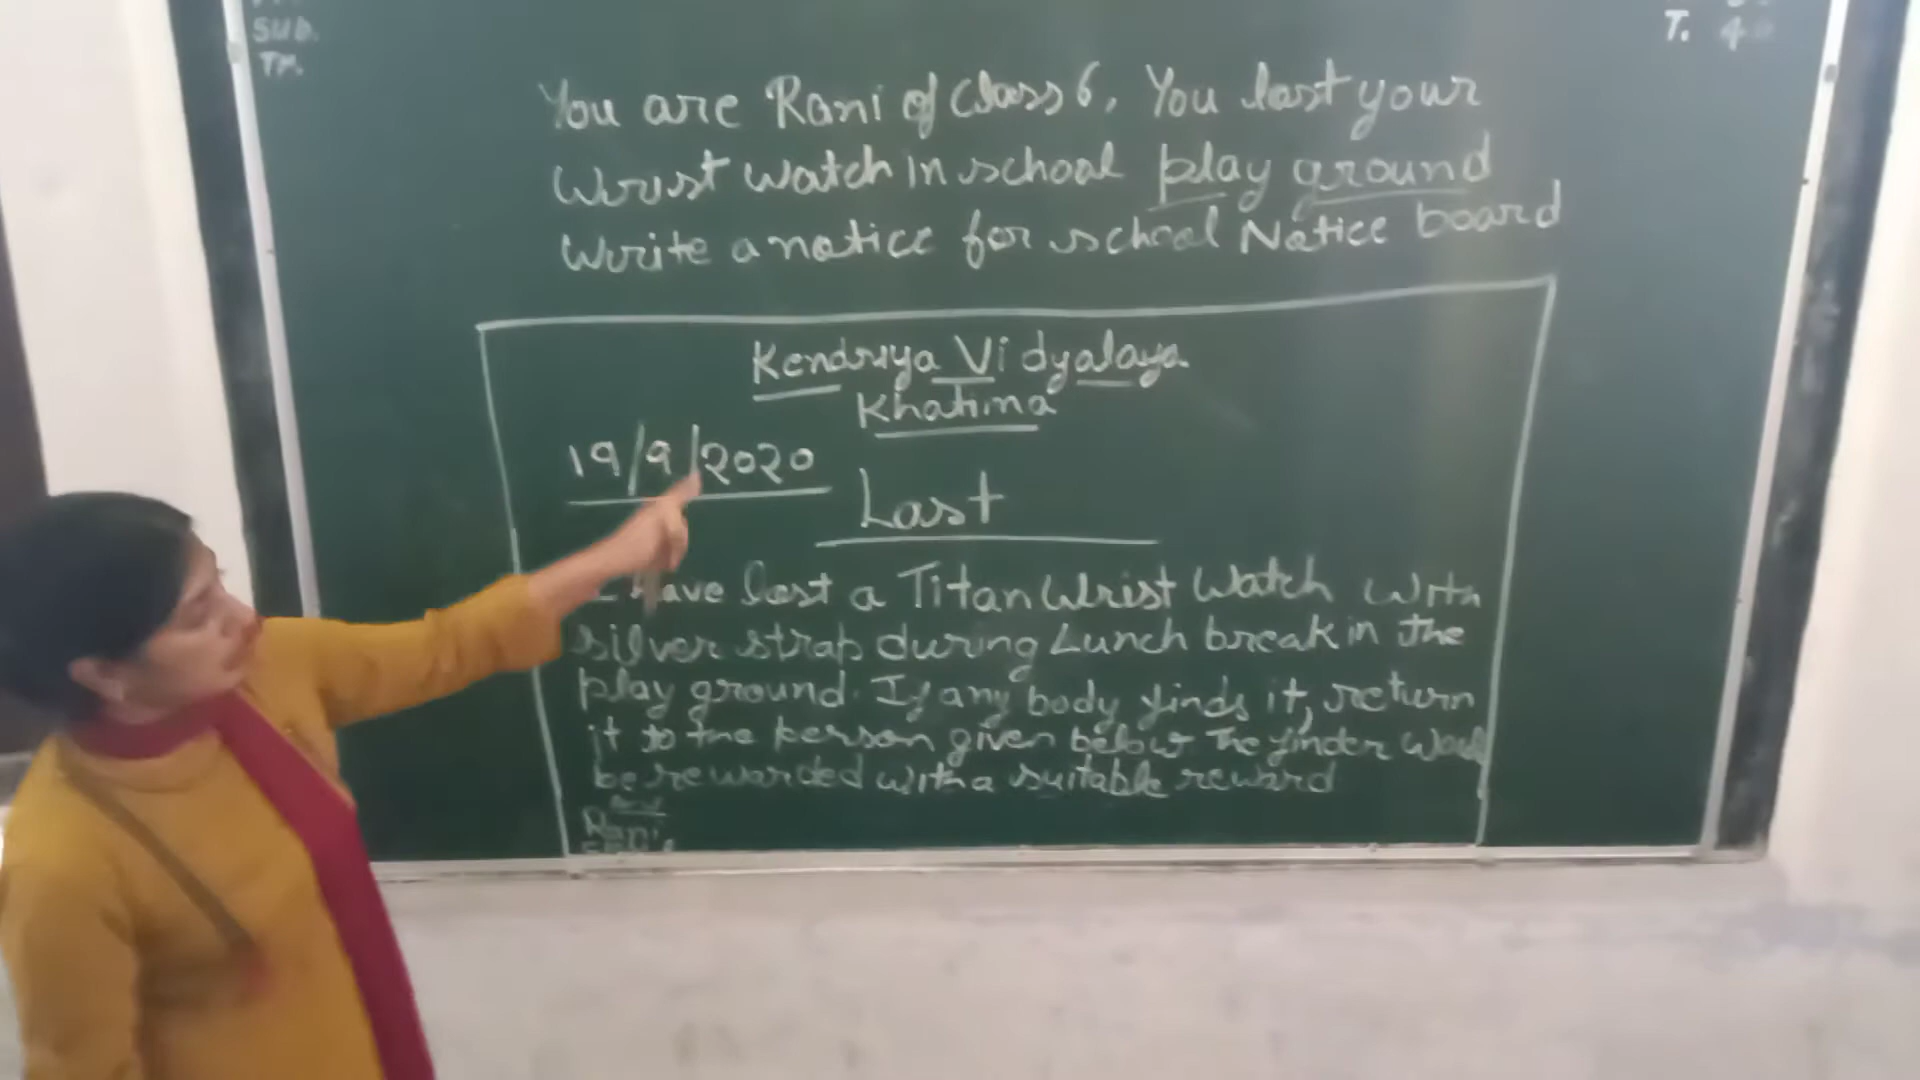 SUB.
T.
You are Rani of class 6. You lost your
Wrist Watch in school play ground
Write a notice for school Notice board
Kendriya Vidyalaya
Khatima
19/9/2020
Lost
have lost a Titan Wrist Watch with
silver strap during Lunch break in the
play ground. If any body finds it, return
it to the person given below The finder
be rewarded with a suitable reward
Rani